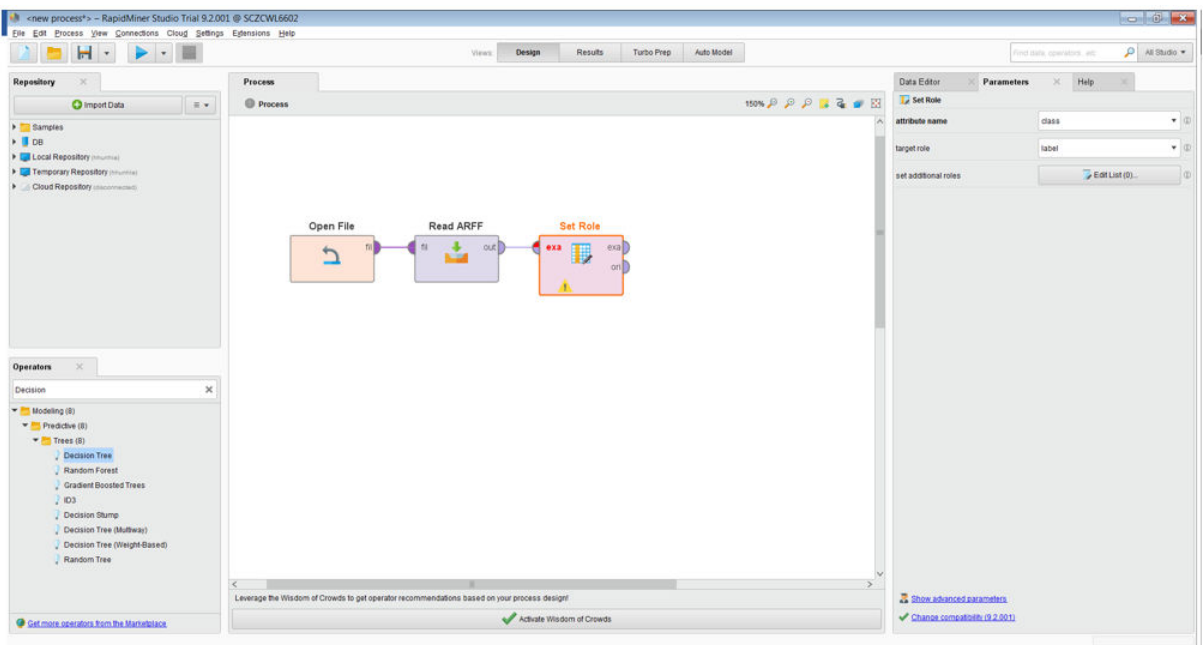 <new process*> – RapidMiner Studio Trial 9.2.001 @ SCZCWL6602
File Edit Process View Connections Cloud Settings Extensions Help
Views: Design Results Turbo Prep Auto Model
Find data, operators...etc All Studio
Repository
Import Data
Samples
DB
Local Repository
Temporary Repository
Cloud Repository (disconnected)
Operators
Decision
Modeling (8)
Predictive (8)
Trees (8)
Decision Tree
Random Forest
Gradient Boosted Trees
ID3
Decision Stump
Decision Tree (Multiway)
Decision Tree (Weight-Based)
Random Tree
Get more operators from the Marketplace
Process
Process
150%
Open File
fil
Read ARFF
fil out
Set Role
exa exa
ori
Leverage the Wisdom of Crowds to get operator recommendations based on your process design!
Activate Wisdom of Crowds
Data Editor Parameters Help
Set Role
attribute name class
target role label
set additional roles Edit List (0)...
Show advanced parameters
Change compatibility (9.2.001)